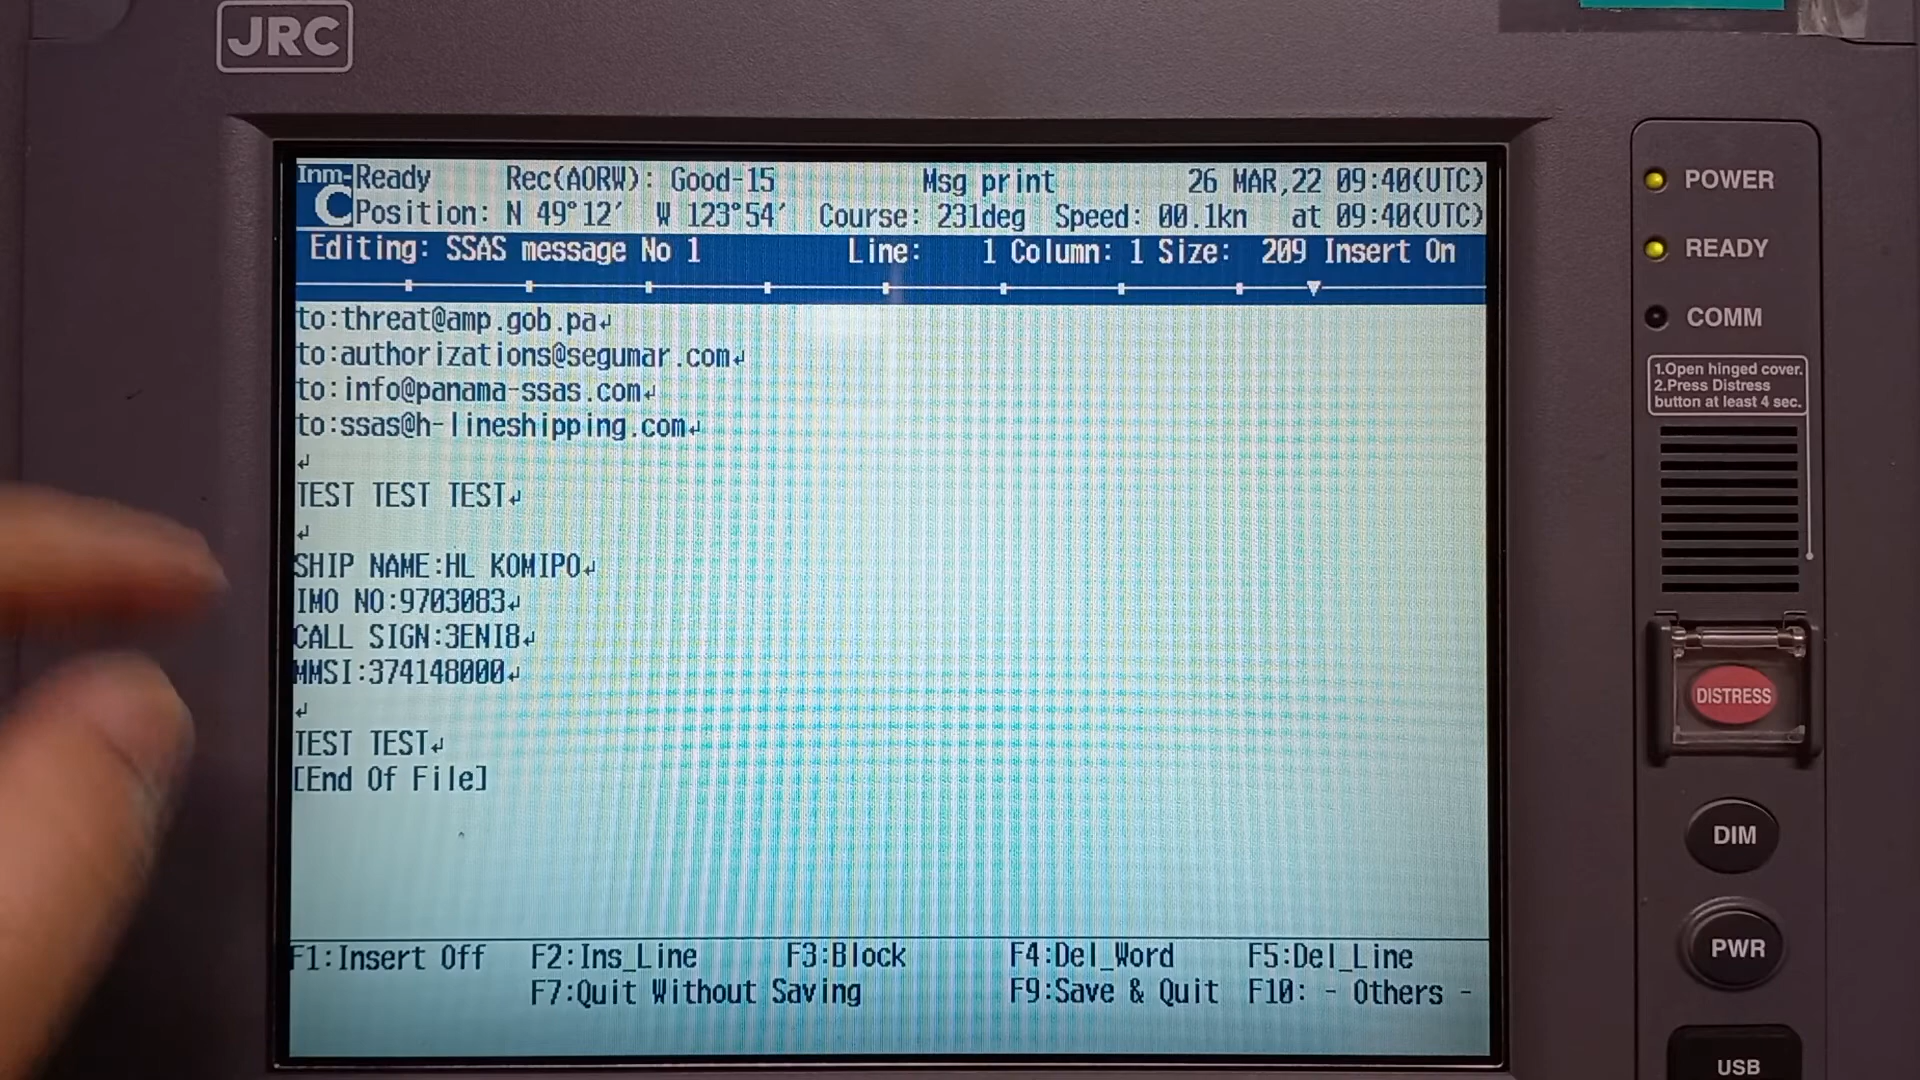 JRC
Inm-C Ready Rec(AORW): Good-15 Msg print 26 MAR,22 09:40(UTC)
Position: N 49°12′ W 123°54′ Course: 231deg Speed: 00.1kn at 09:40(UTC)
Editing: SSAS message No 1 Line: 1 Column: 1 Size: 209 Insert On
to:threat@amp.gob.pa↲
to:authorizations@segumar.com↲
to:info@panama-ssas.com↲
to:ssas@h-lineshipping.com↲
↲
TEST TEST TEST↲
↲
SHIP NAME:HL KOMIPO↲
IMO NO:9703083↲
CALL SIGN:3ENI8↲
MMSI:374148000↲
↲
TEST TEST↲
[End Of File]
F1:Insert Off F2:Ins_Line F3:Block F4:Del_Word F5:Del_Line
F7:Quit Without Saving F9:Save & Quit F10: - Others -
POWER
READY
COMM
1.Open hinged cover.
2.Press Distress
button at least 4 sec.
DISTRESS
DIM
PWR
USB